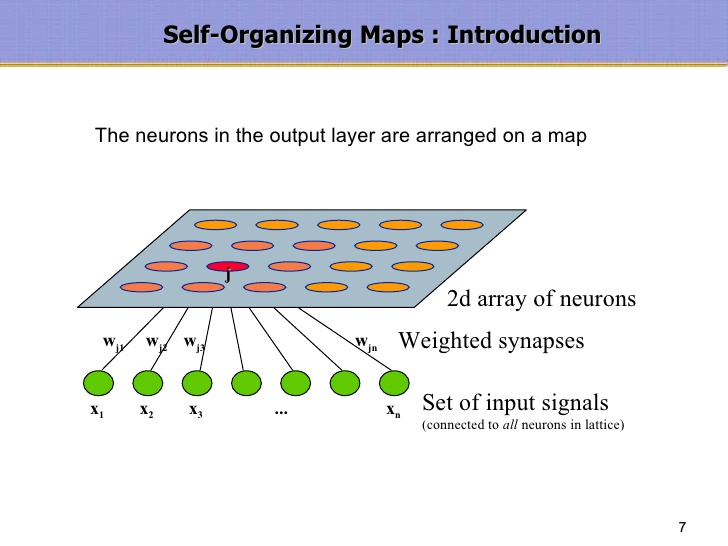 Self-Organizing Maps : Introduction
The neurons in the output layer are arranged on a map
j
2d array of neurons
wj1 wj2 wj3 wjn Weighted synapses
x1 x2 x3 ... xn Set of input signals
(connected to all neurons in lattice)
7